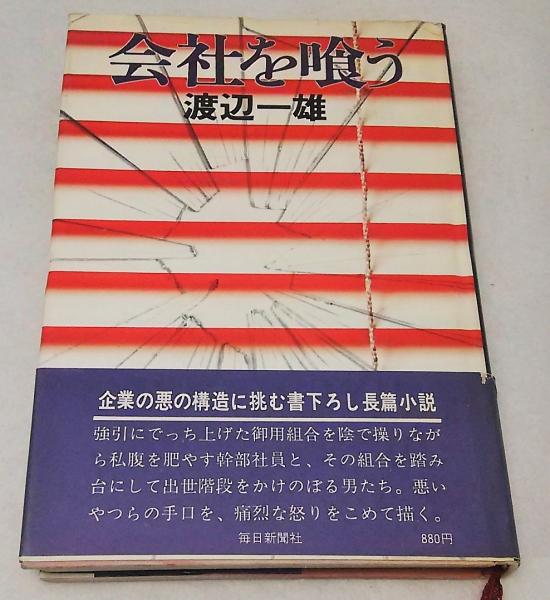 会社を喰う
渡辺一雄
企業の悪の構造に挑む書下ろし長篇小説
強引にでっち上げた御用組合を陰で操りなが
ら私腹を肥やす幹部社員と、その組合を踏み
台にして出世階段をかけのぼる男たち。悪い
やつらの手口を、痛烈な怒りをこめて描く。
毎日新聞社 880円